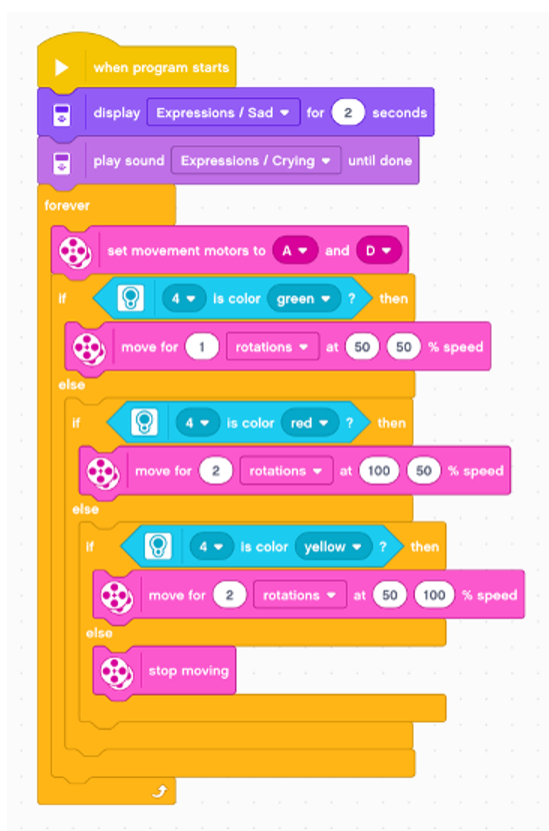 when program starts
display Expressions / Sad for 2 seconds
play sound Expressions / Crying until done
forever
set movement motors to A and D
if 4 is color green ? then
move for 1 rotations at 50 50 % speed
else
if 4 is color red ? then
move for 2 rotations at 100 50 % speed
else
if 4 is color yellow ? then
move for 2 rotations at 50 100 % speed
else
stop moving